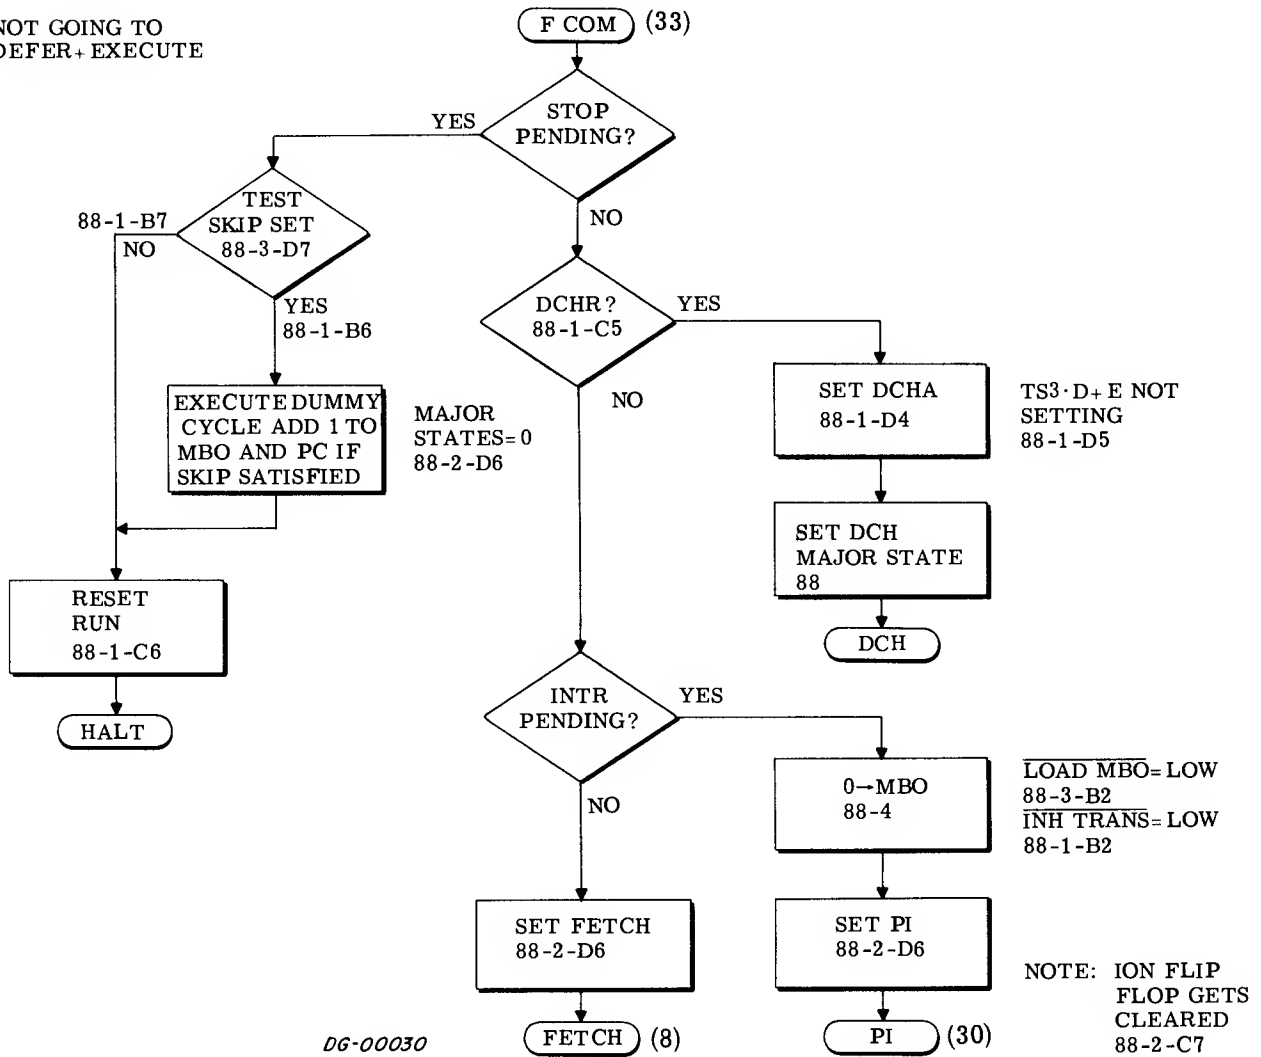 NOT GOING TO
DEFER+EXECUTE
F COM (33)
STOP
PENDING?
YES
NO
TEST
SKIP SET
88-3-D7
88-1-B7
NO
YES
88-1-B6
EXECUTE DUMMY
CYCLE ADD 1 TO
MBO AND PC IF
SKIP SATISFIED
MAJOR
STATES=0
88-2-D6
RESET
RUN
88-1-C6
HALT
DCHR?
88-1-C5
YES
NO
SET DCHA
88-1-D4
TS3·D+E NOT
SETTING
88-1-D5
SET DCH
MAJOR STATE
88
DCH
INTR
PENDING?
YES
NO
0→MBO
88-4
LOAD MBO=LOW
88-3-B2
INH TRANS=LOW
88-1-B2
SET FETCH
88-2-D6
SET PI
88-2-D6
NOTE: ION FLIP
FLOP GETS
CLEARED
88-2-C7
DG-00030
FETCH (8)
PI (30)